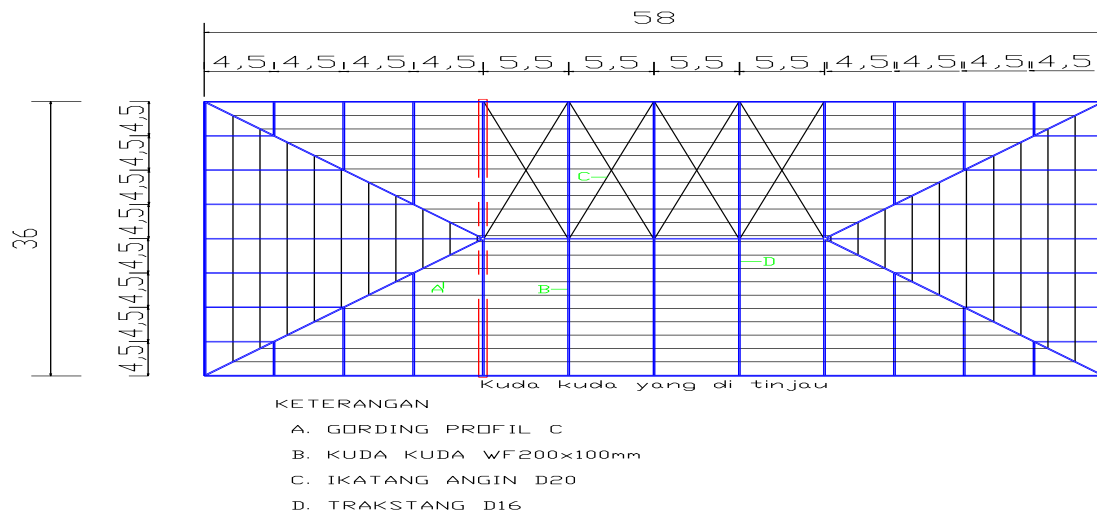 58
4,5 4,5 4,5 4,5 5,5 5,5 5,5 5,5 4,5 4,5 4,5 4,5
36
4,5 4,5 4,5 4,5 4,5 4,5 4,5 4,5
C
D
A
B
Kuda kuda yang di tinjau
KETERANGAN
A. GORDING PROFIL C
B. KUDA KUDA WF200x100mm
C. IKATANG ANGIN D20
D. TRAKSTANG D16